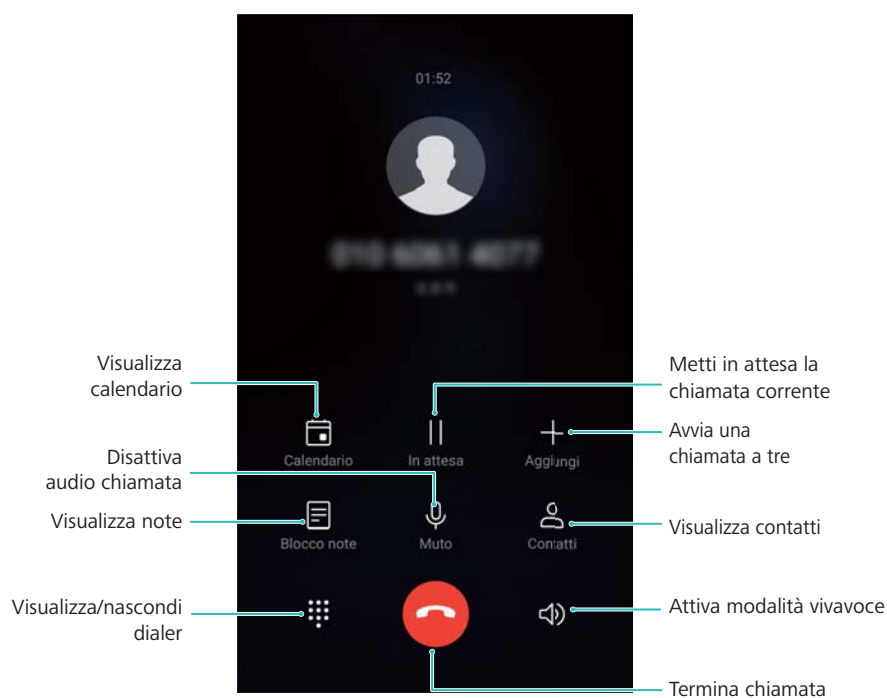 01:52
Visualizza
calendario
Metti in attesa la
chiamata corrente
Avvia una
chiamata a tre
Calendario
In attesa
Aggiungi
Disattiva
audio chiamata
Visualizza note
Visualizza contatti
Blocco note
Muto
Contatti
Visualizza/nascondi
dialer
Attiva modalità vivavoce
Termina chiamata